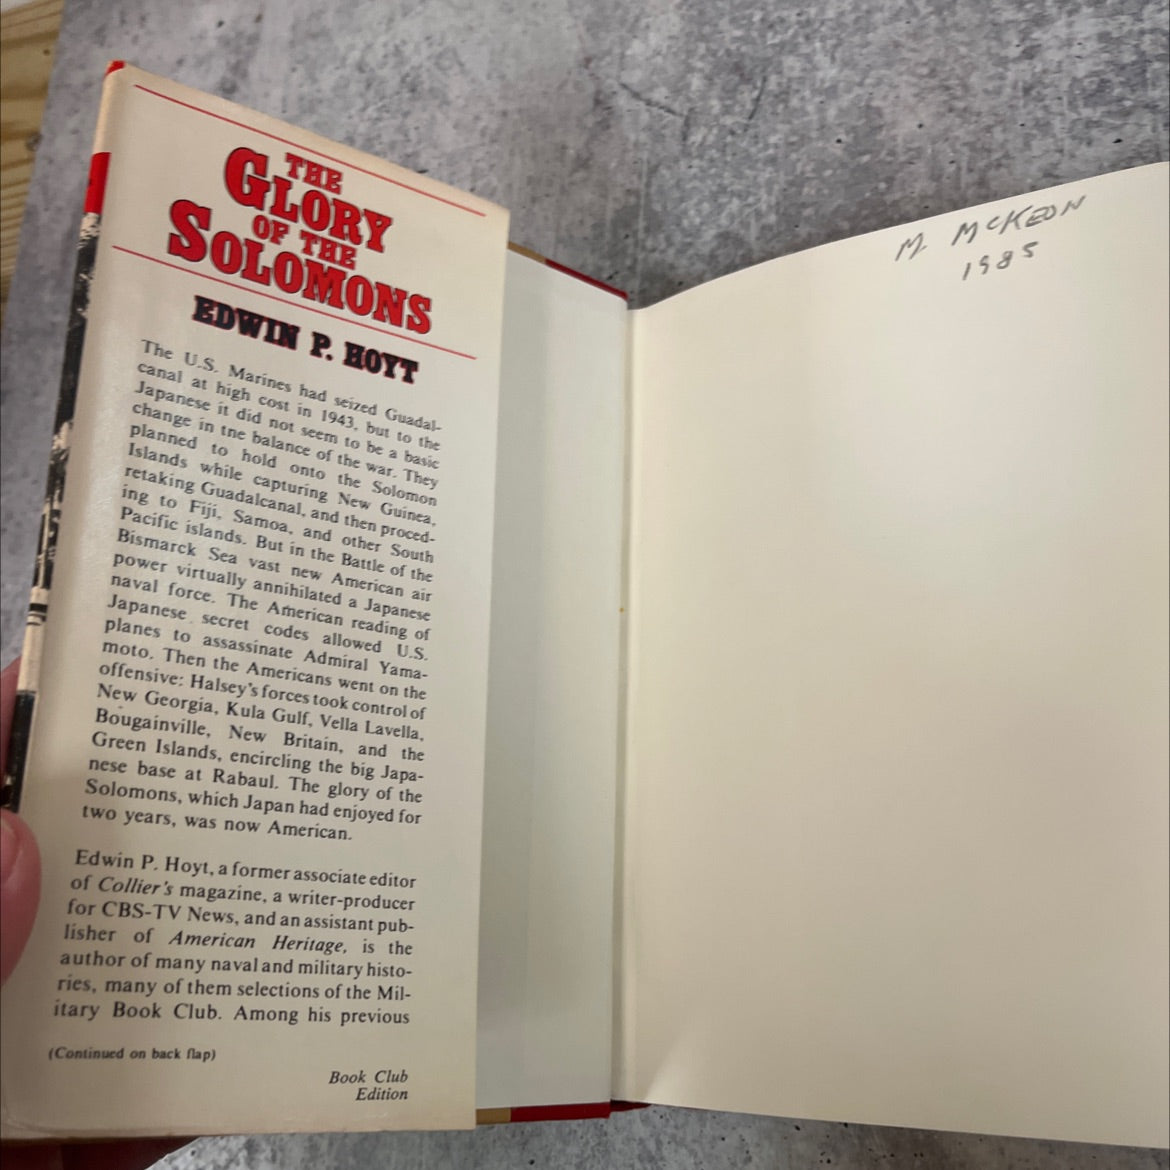 THE
GLORY
OF THE
SOLOMONS
EDWIN P. HOYT
The U.S. Marines had seized Guadal-
canal at high cost in 1943, but to the
Japanese it did not seem to be a basic
change in tne balance of the war. They
planned to hold onto the Solomon
Islands while capturing New Guinea,
retaking Guadalcanal, and then proced-
ing to Fiji, Samoa, and other South
Pacific islands. But in the Battle of the
Bismarck Sea vast new American air
power virtually annihilated a Japanese
naval force. The American reading of
Japanese secret codes allowed U.S.
planes to assassinate Admiral Yama-
moto. Then the Americans went on the
offensive: Halsey's forces took control of
New Georgia, Kula Gulf, Vella Lavella,
Bougainville, New Britain, and the
Green Islands, encircling the big Japa-
nese base at Rabaul. The glory of the
Solomons, which Japan had enjoyed for
two years, was now American.
Edwin P. Hoyt, a former associate editor
of Collier's magazine, a writer-producer
for CBS-TV News, and an assistant pub-
lisher of American Heritage, is the
author of many naval and military histo-
ries, many of them selections of the Mil-
itary Book Club. Among his previous
(Continued on back flap)
Book Club
Edition
M. MCKEON
1985